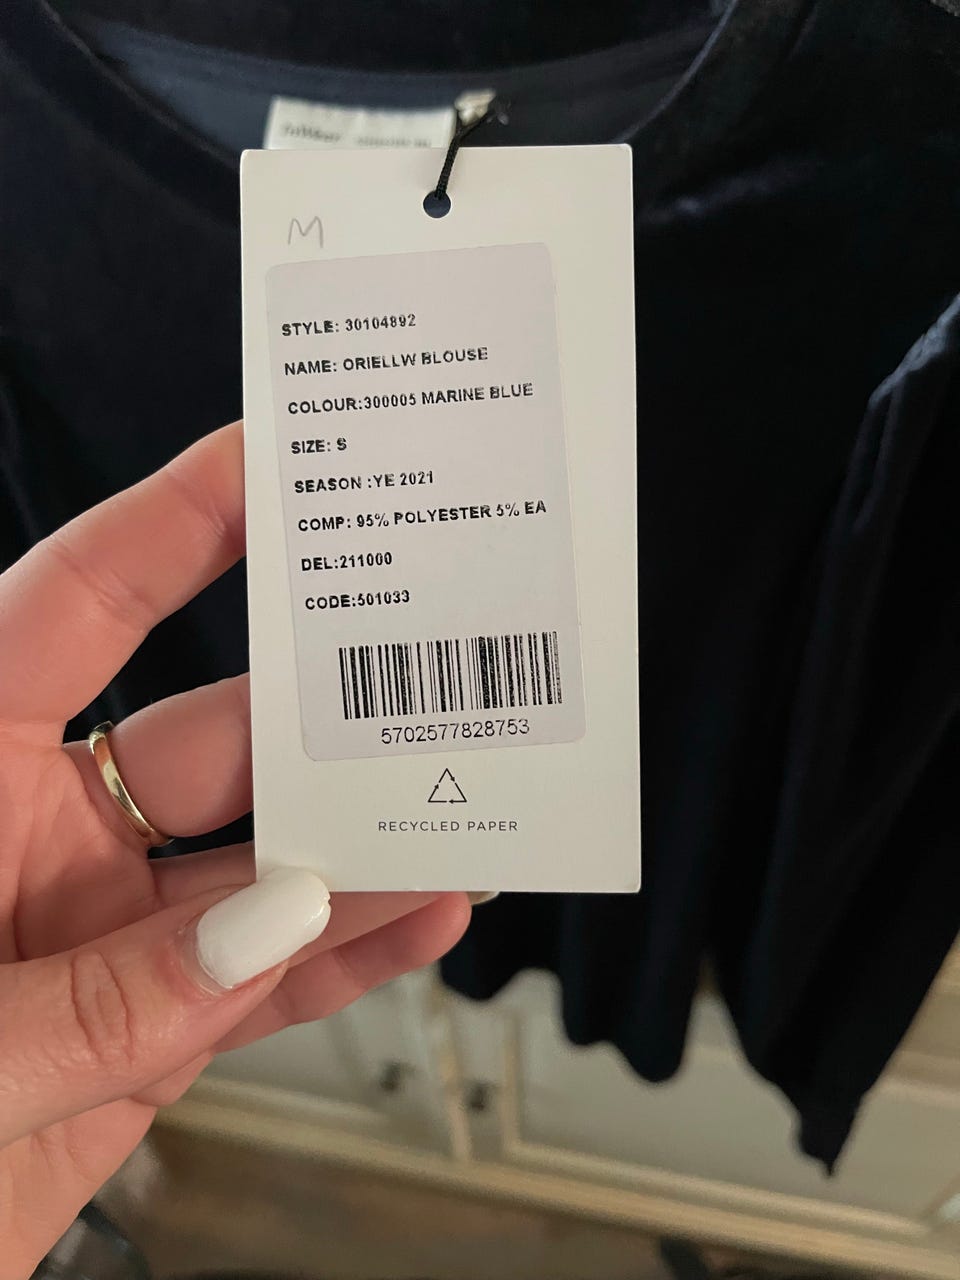 M
STYLE: 30104892
NAME: ORIELLW BLOUSE
COLOUR:300005 MARINE BLUE
SIZE: S
SEASON :YE 2021
COMP: 95% POLYESTER 5% EA
DEL:211000
CODE:501033
5702577828753
RECYCLED PAPER